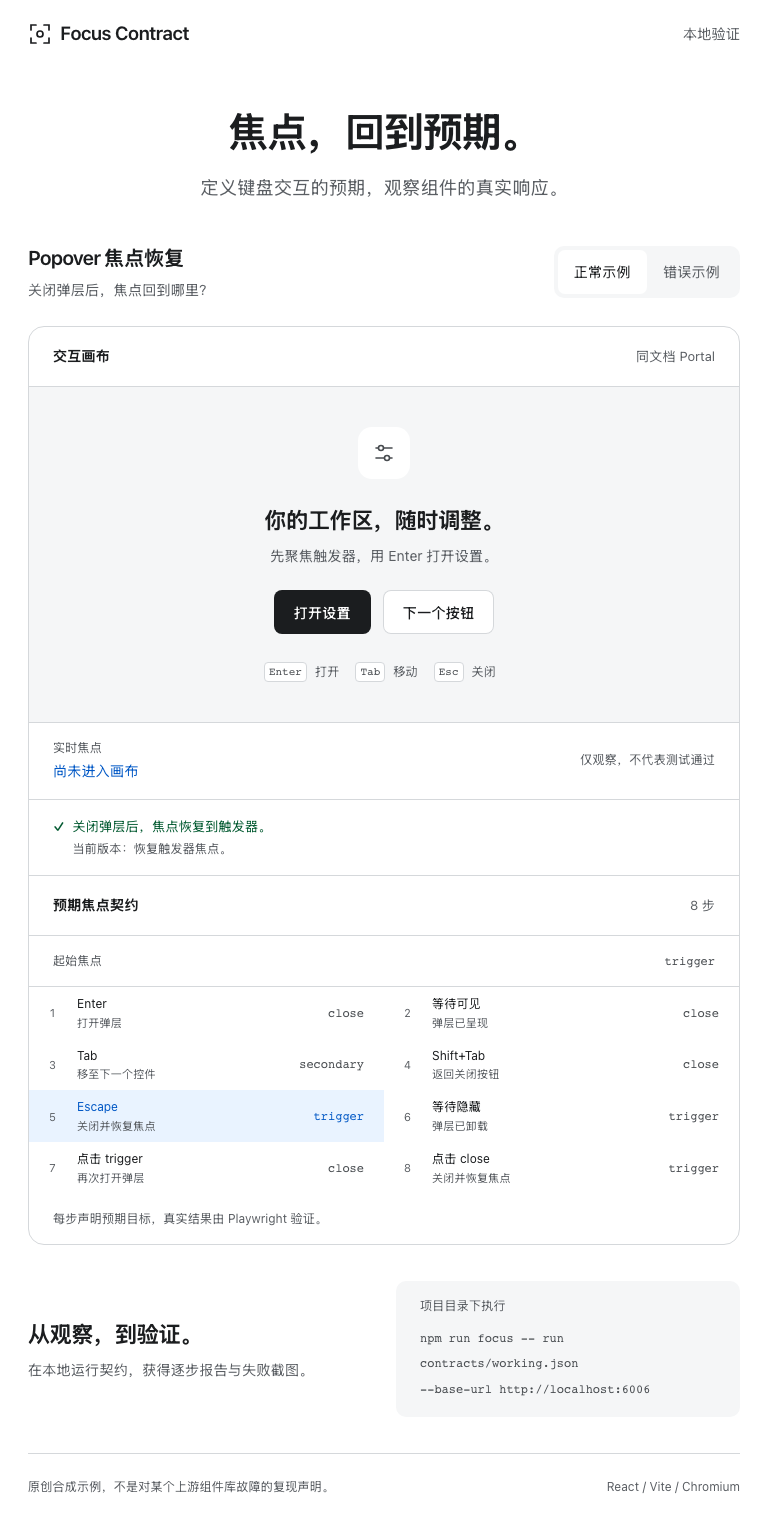 Focus Contract
本地验证
焦点，回到预期。
定义键盘交互的预期，观察组件的真实响应。
Popover 焦点恢复
关闭弹层后，焦点回到哪里？
正常示例
错误示例
交互画布
同文档 Portal
你的工作区，随时调整。
先聚焦触发器，用 Enter 打开设置。
打开设置
下一个按钮
Enter 打开 Tab 移动 Esc 关闭
实时焦点
尚未进入画布
仅观察，不代表测试通过
关闭弹层后，焦点恢复到触发器。
当前版本：恢复触发器焦点。
预期焦点契约
8 步
起始焦点
trigger
1 Enter
打开弹层
close
2 等待可见
弹层已呈现
close
3 Tab
移至下一个控件
secondary
4 Shift+Tab
返回关闭按钮
close
5 Escape
关闭并恢复焦点
trigger
6 等待隐藏
弹层已卸载
trigger
7 点击 trigger
再次打开弹层
close
8 点击 close
关闭并恢复焦点
trigger
每步声明预期目标，真实结果由 Playwright 验证。
从观察，到验证。
在本地运行契约，获得逐步报告与失败截图。
项目目录下执行
npm run focus -- run
contracts/working.json
--base-url http://localhost:6006
原创合成示例，不是对某个上游组件库故障的复现声明。
React / Vite / Chromium